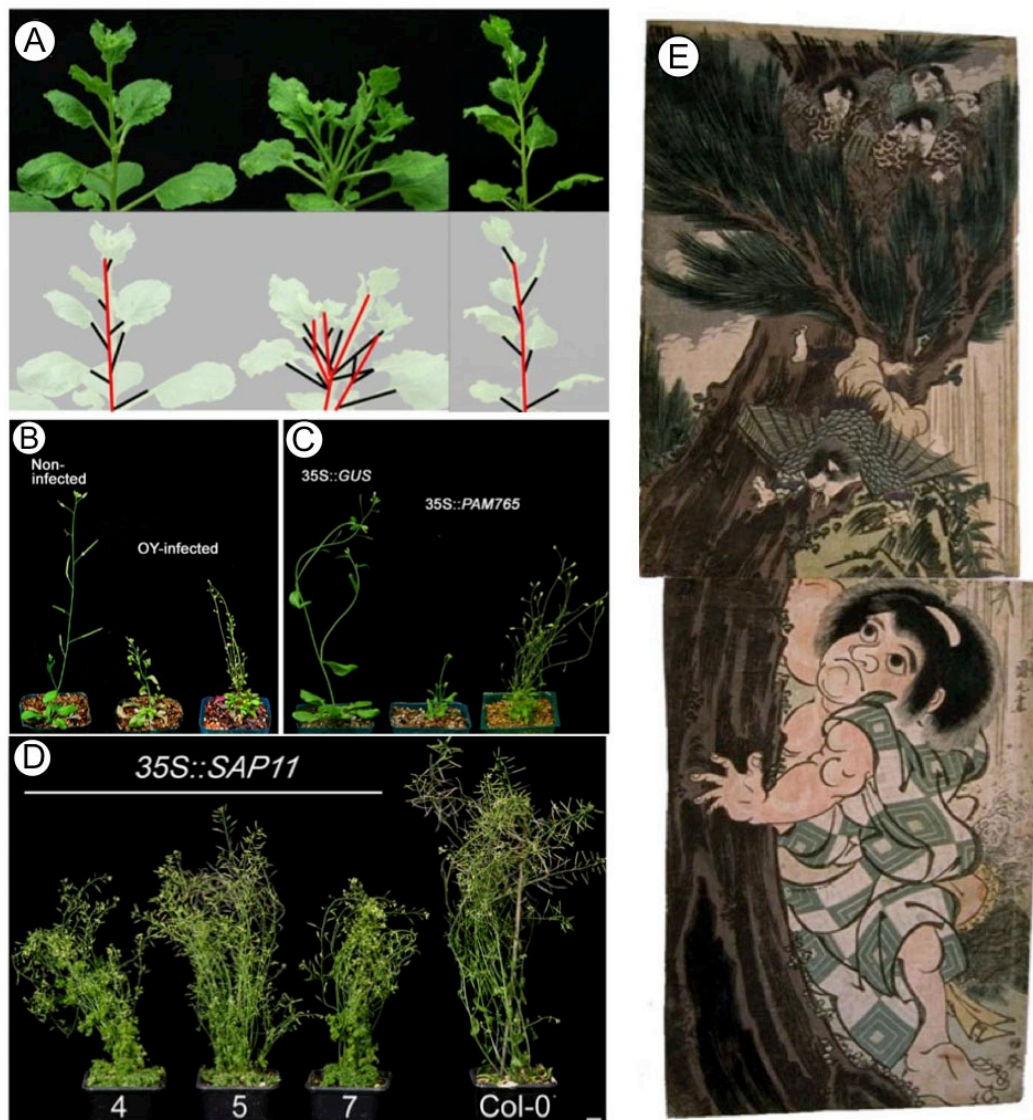 A
B
Non-
infected
OY-infected
C
35S::GUS
35S::PAM765
D
35S::SAP11
4
5
7
Col-0
E